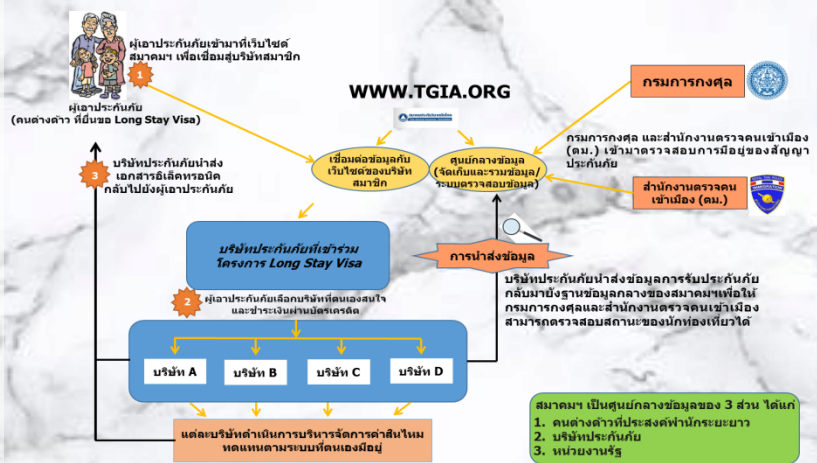 ผู้เอาประกันภัยเข้ามาที่เว็บไซต์
สมาคมฯ เพื่อเชื่อมสู่บริษัทสมาชิก
1
ผู้เอาประกันภัย
(คนต่างด้าว ที่ยื่นขอ Long Stay Visa)
WWW.TGIA.ORG
กรมการกงศุล
กรมการกงศุล และสำนักงานตรวจคนเข้าเมือง
(ตม.) เข้ามาตรวจสอบการมีอยู่ของสัญญา
ประกันภัย
สำนักงานตรวจคน
เข้าเมือง (ตม.)
เชื่อมต่อข้อมูลกับ
เว็บไซต์ของบริษัท
สมาชิก
ศูนย์กลางข้อมูล
(จัดเก็บและรวมข้อมูล/
ระบบตรวจสอบข้อมูล)
3
บริษัทประกันภัยนำส่ง
เอกสารอิเล็คทรอนิค
กลับไปยังผู้เอาประกันภัย
บริษัทประกันภัยที่เข้าร่วม
โครงการ Long Stay Visa
การนำส่งข้อมูล
บริษัทประกันภัยนำส่งข้อมูลการรับประกันภัย
กลับมายังฐานข้อมูลกลางของสมาคมฯเพื่อให้
กรมการกงศุลและสำนักงานตรวจคนเข้าเมือง
สามารถตรวจสอบสถานะของนักท่องเที่ยวได้
2
ผู้เอาประกันภัยเลือกบริษัทที่ตนเองสนใจ
และชำระเงินผ่านบัตรเครดิต
บริษัท A
บริษัท B
บริษัท C
บริษัท D
แต่ละบริษัทดำเนินการบริหารจัดการค่าสินไหม
ทดแทนตามระบบที่ตนเองมีอยู่
สมาคมฯ เป็นศูนย์กลางข้อมูลของ 3 ส่วน ได้แก่
1. คนต่างด้าวที่ประสงค์พำนักระยะยาว
2. บริษัทประกันภัย
3. หน่วยงานรัฐ